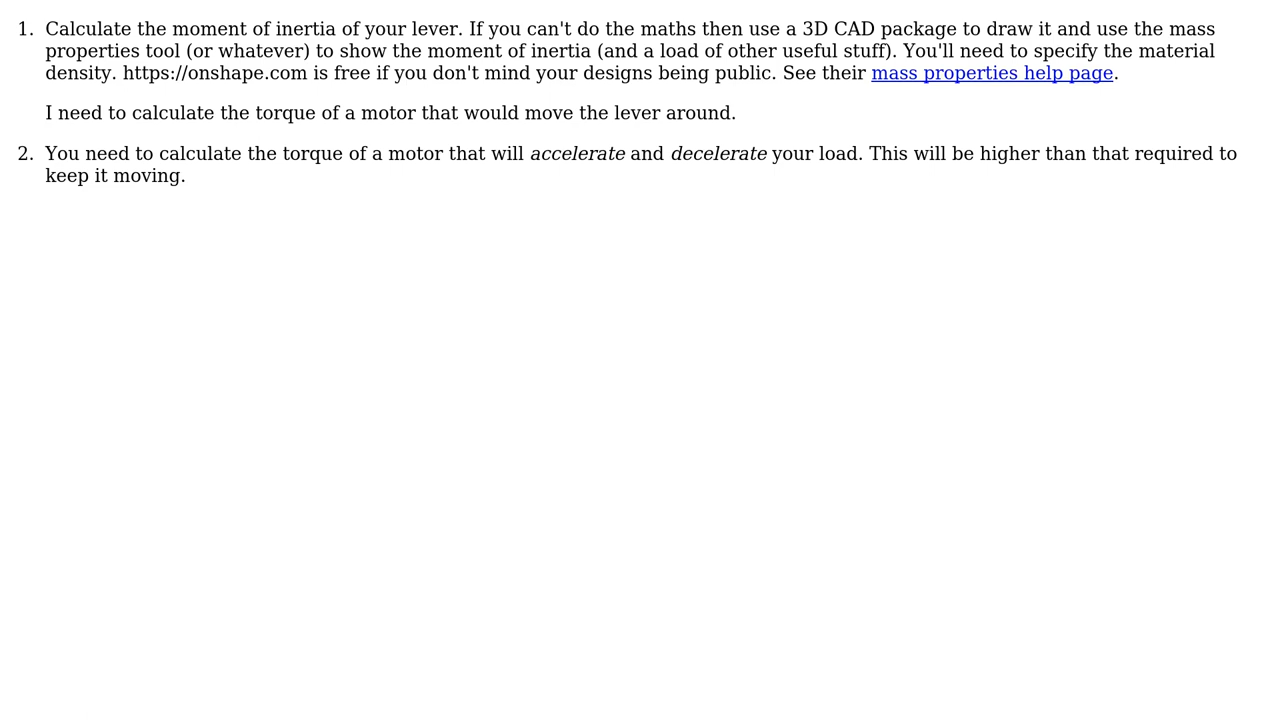 1. Calculate the moment of inertia of your lever. If you can't do the maths then use a 3D CAD package to draw it and use the mass
properties tool (or whatever) to show the moment of inertia (and a load of other useful stuff). You'll need to specify the material
density. https://onshape.com is free if you don't mind your designs being public. See their mass properties help page.
I need to calculate the torque of a motor that would move the lever around.
2. You need to calculate the torque of a motor that will accelerate and decelerate your load. This will be higher than that required to
keep it moving.